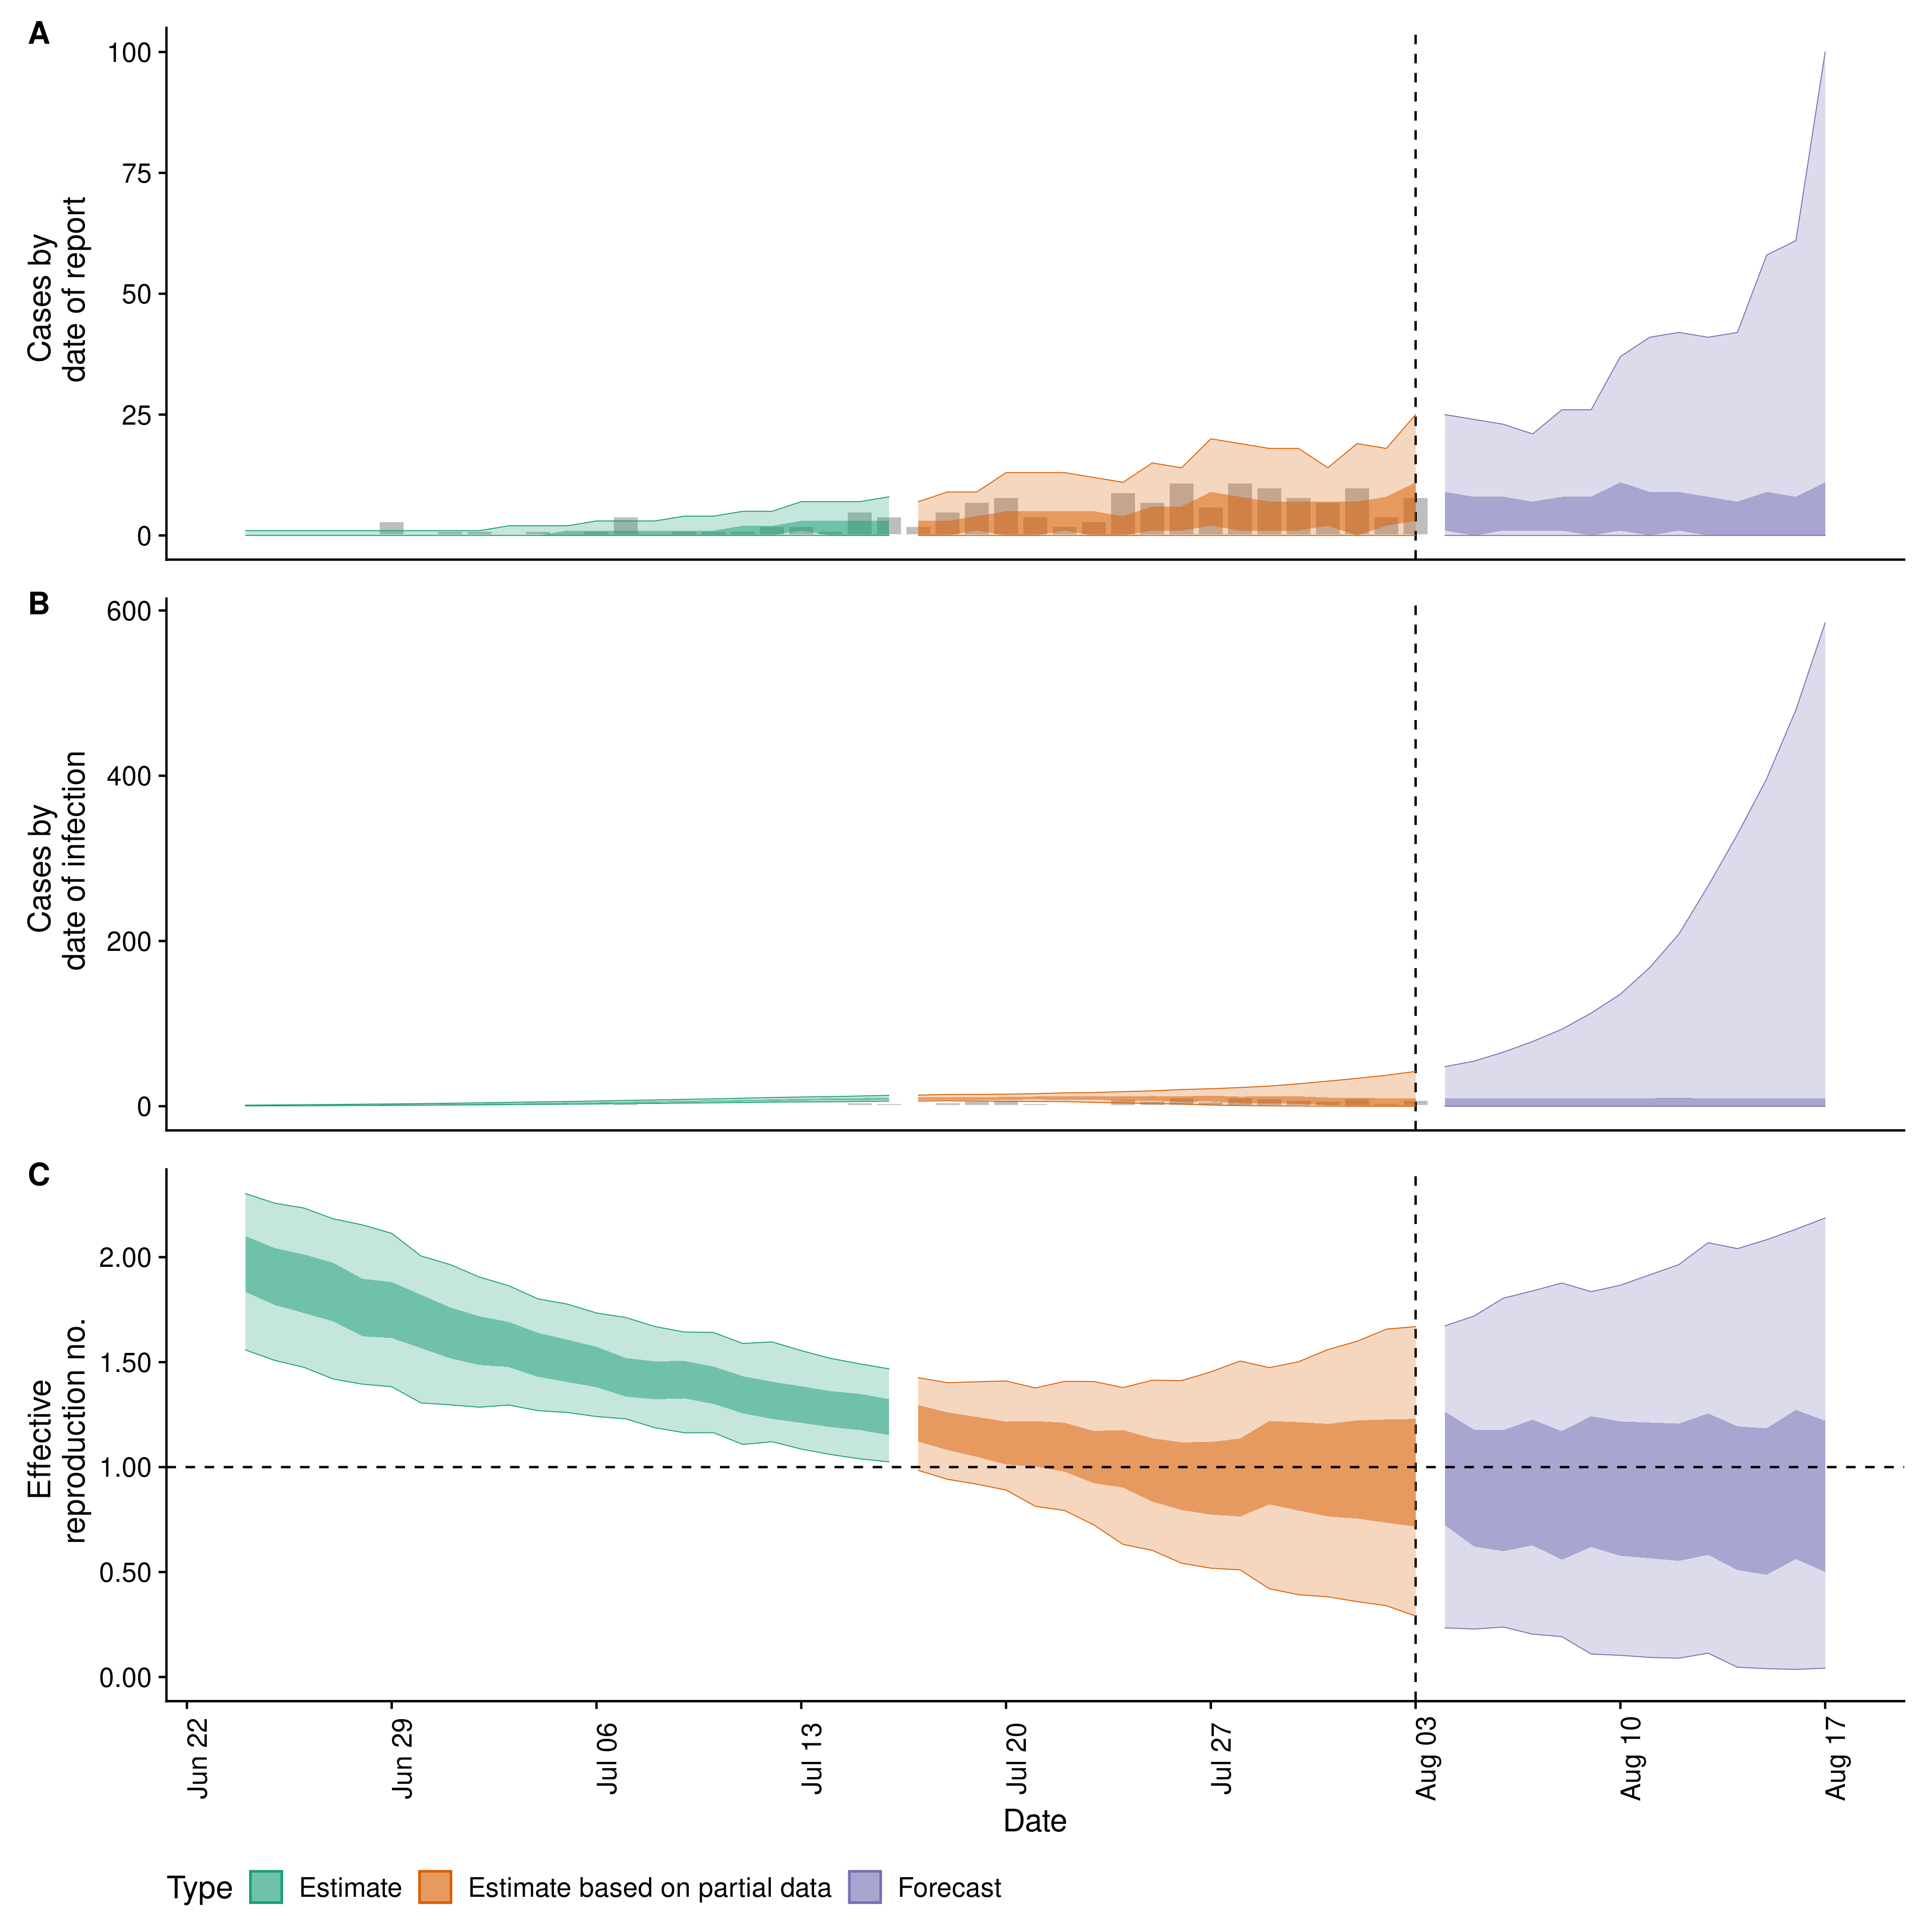 A
100
75
50
25
0
Cases by
date of report
B
600
400
200
0
Cases by
date of infection
C
2.00
1.50
1.00
0.50
0.00
Effective
reproduction no.
Jun 22
Jun 29
Jul 06
Jul 13
Jul 20
Jul 27
Aug 03
Aug 10
Aug 17
Date
Type Estimate Estimate based on partial data Forecast